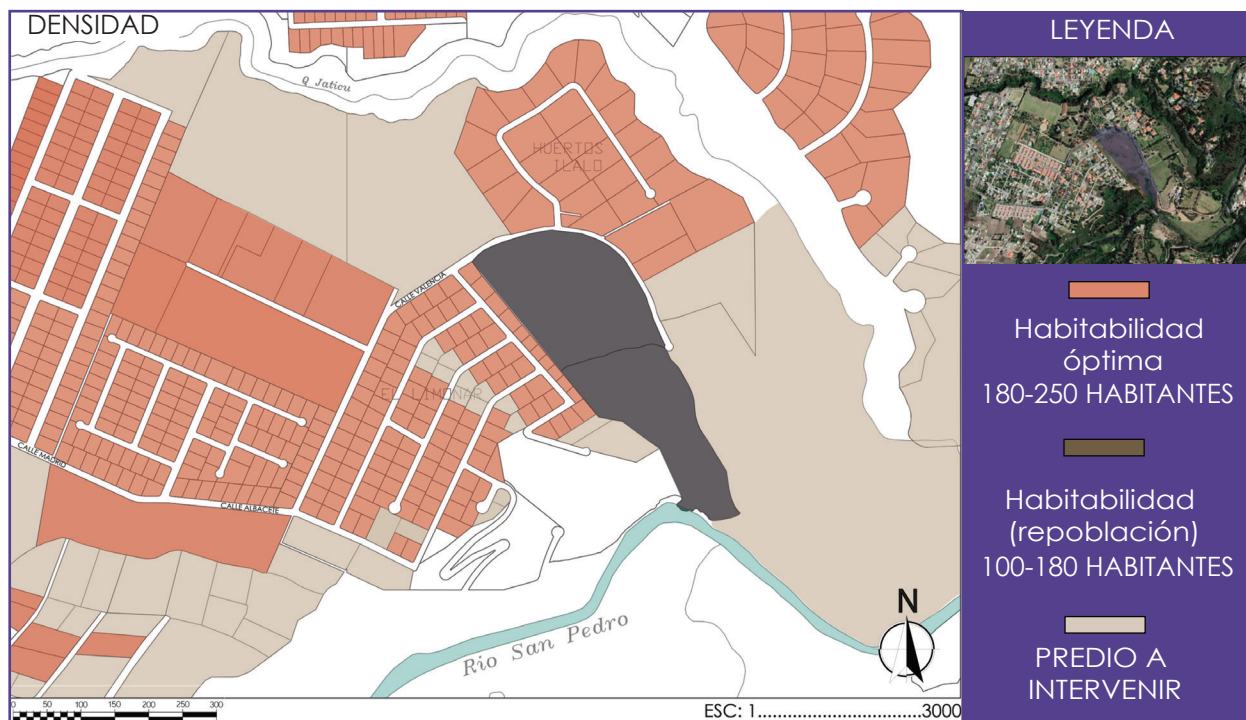 DENSIDAD
Q Jaticu
HUERTOS
ILALO
CALLE VALENCIA
EL LIMONAR
CALLE MADRID
CALLE ALBACETE
Rio San Pedro
N
0 50 100 150 200 250 300
ESC: 1..............................3000
LEYENDA
Habitabilidad
óptima
180-250 HABITANTES
Habitabilidad
(repoblación)
100-180 HABITANTES
PREDIO A
INTERVENIR